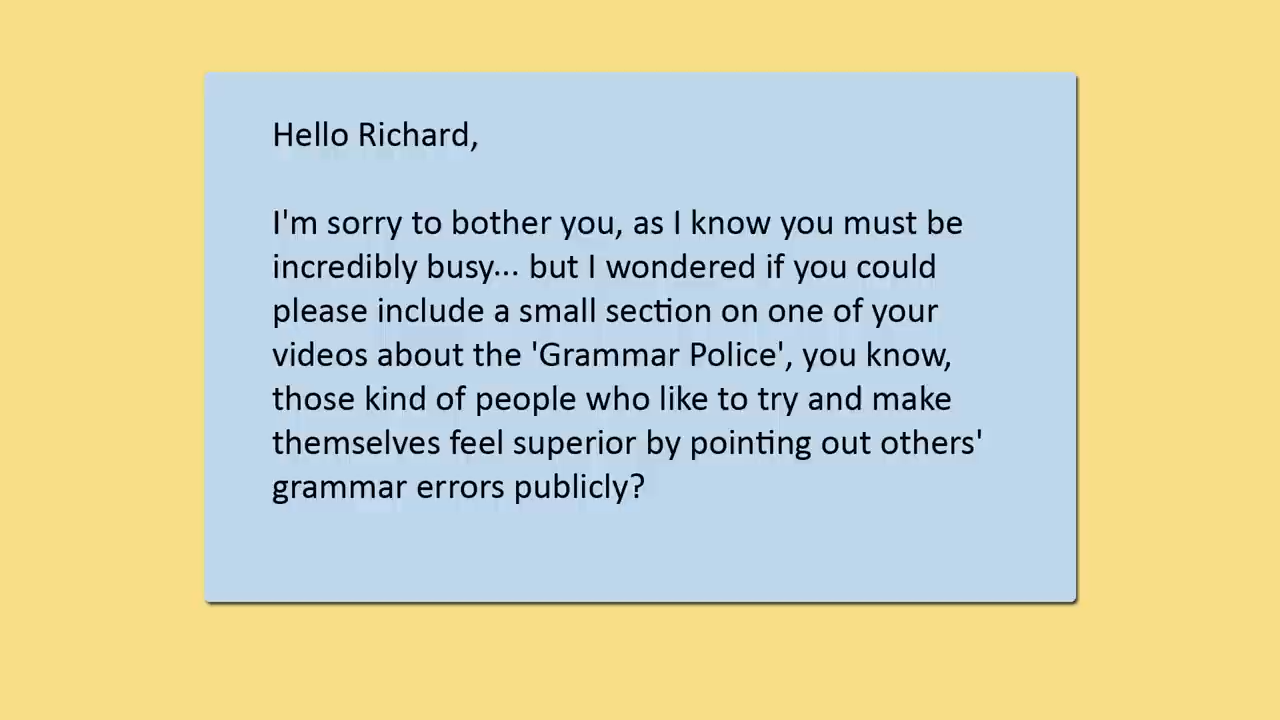 Hello Richard,
I'm sorry to bother you, as I know you must be
incredibly busy... but I wondered if you could
please include a small section on one of your
videos about the 'Grammar Police', you know,
those kind of people who like to try and make
themselves feel superior by pointing out others'
grammar errors publicly?